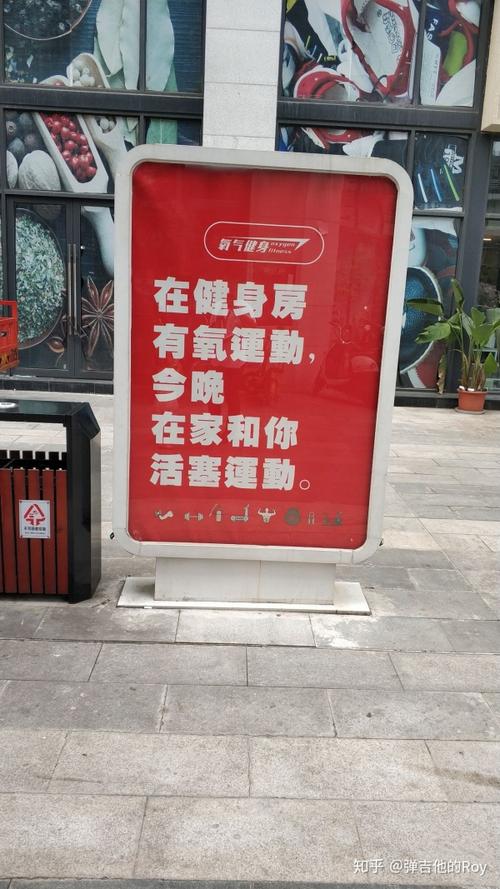 氧气健身 oxygen fitness
在健身房
有氧運動，
今晚
在家和你
活塞運動。
知乎 @弹吉他的Roy